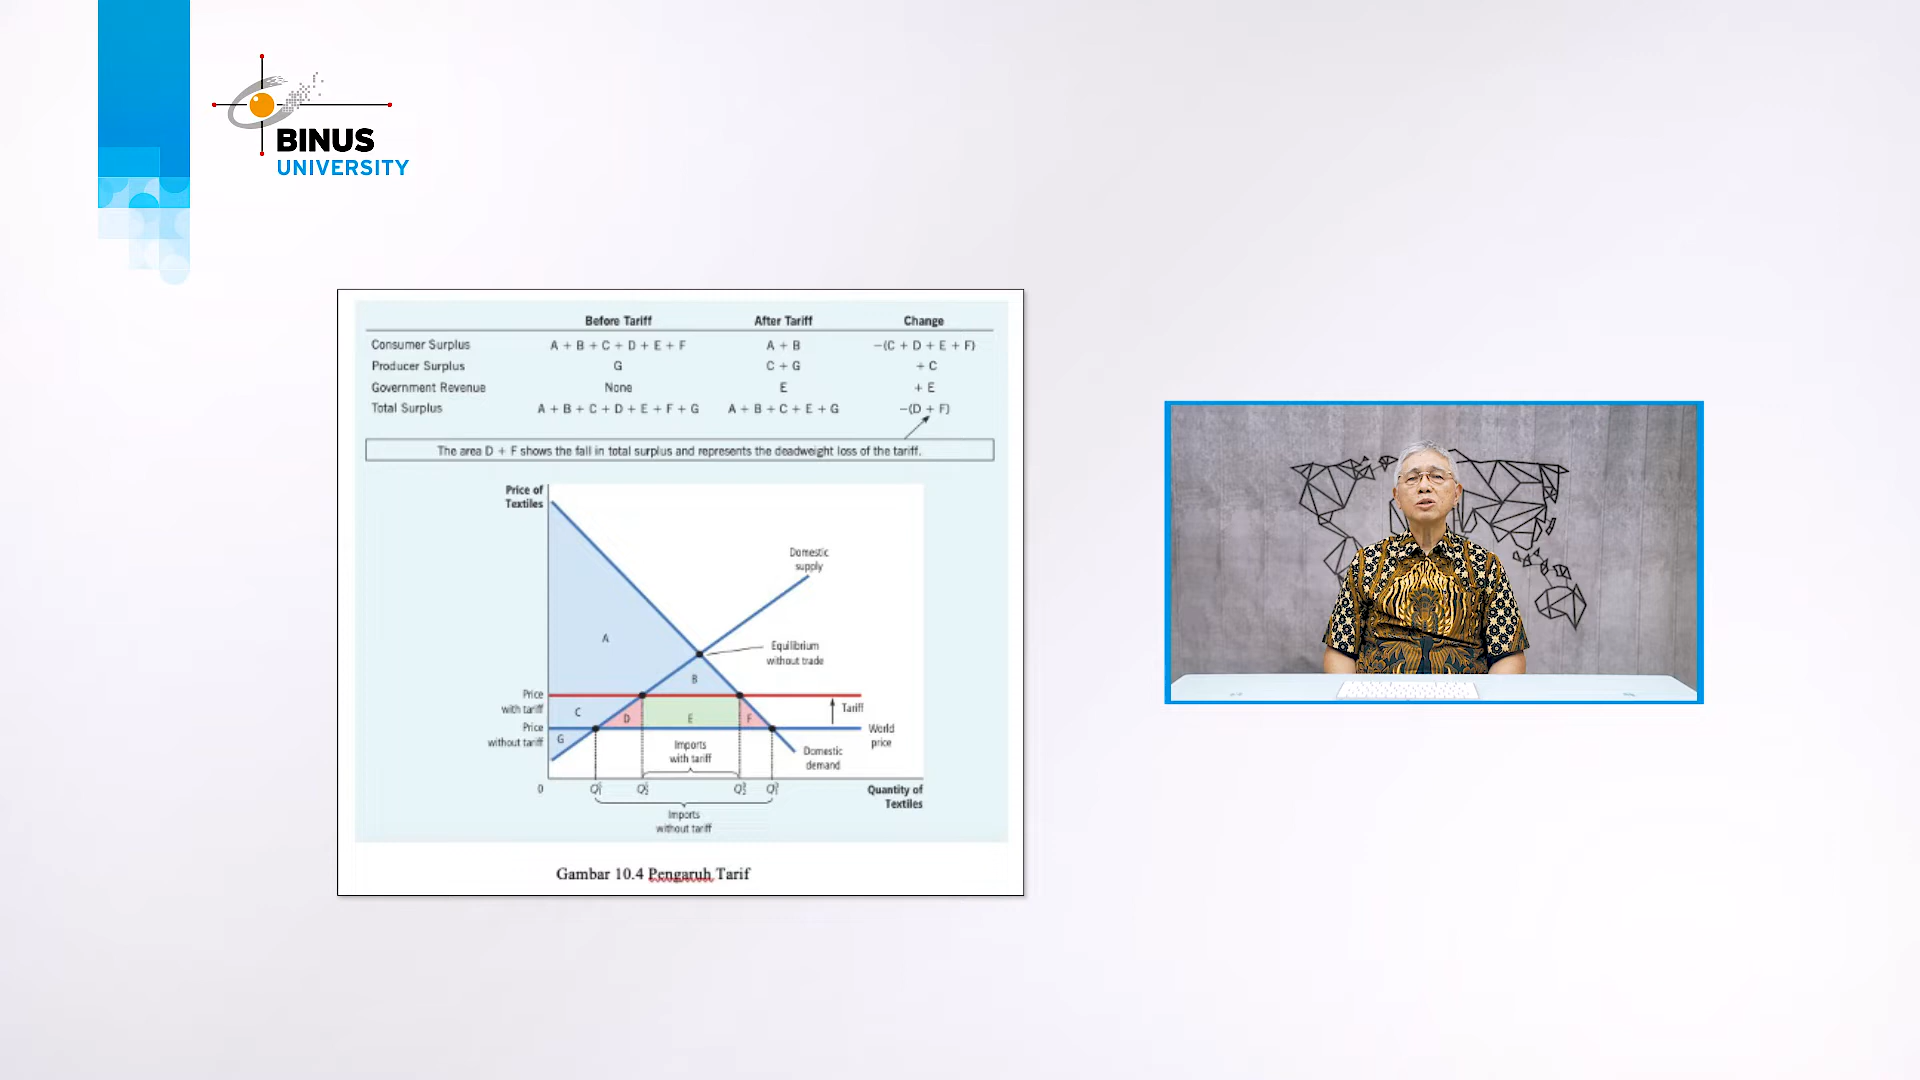 BINUS
UNIVERSITY
Before Tariff After Tariff Change
Consumer Surplus A + B + C + D + E + F A + B –(C + D + E + F)
Producer Surplus G C + G + C
Government Revenue None E + E
Total Surplus A + B + C + D + E + F + G A + B + C + E + G –(D + F)
The area D + F shows the fall in total surplus and represents the deadweight loss of the tariff.
Price of
Textiles
Domestic
supply
A
Equilibrium
without trade
B
Price
with tariff
C
D
E
F
Tariff
Price
without tariff
G
World
price
Imports
with tariff
Domestic
demand
0
Quantity of
Textiles
Imports
without tariff
Gambar 10.4 Pengaruh Tarif